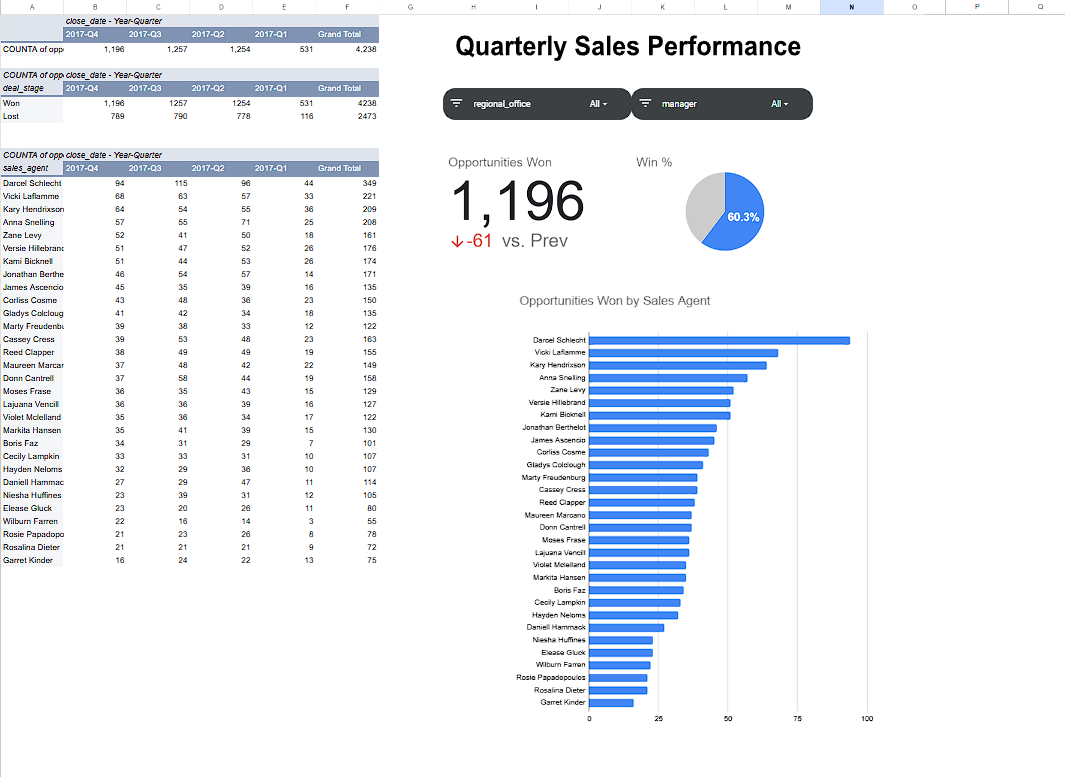 A B C D E F G H I J K L M N O P Q
close_date - Year-Quarter
2017-Q4 2017-Q3 2017-Q2 2017-Q1 Grand Total
COUNTA of opp 1,196 1,257 1,254 531 4,238
COUNTA of opp close_date - Year-Quarter
deal_stage 2017-Q4 2017-Q3 2017-Q2 2017-Q1 Grand Total
Won 1,196 1257 1254 531 4238
Lost 789 790 778 116 2473
COUNTA of opp close_date - Year-Quarter
sales_agent 2017-Q4 2017-Q3 2017-Q2 2017-Q1 Grand Total
Darcel Schlecht 94 115 96 44 349
Vicki Laflamme 68 63 57 33 221
Kary Hendrixson 64 54 55 36 209
Anna Snelling 57 55 71 25 208
Zane Levy 52 41 50 18 161
Versie Hillebranc 51 47 52 26 176
Kami Bicknell 51 44 53 26 174
Jonathan Berthe 46 54 57 14 171
James Ascencio 45 35 39 16 135
Corliss Cosme 43 48 36 23 150
Gladys Colcloug 41 42 34 18 135
Marty Freudenbu 39 38 33 12 122
Cassey Cress 39 53 48 23 163
Reed Clapper 38 49 49 19 155
Maureen Marcar 37 48 42 22 149
Donn Cantrell 37 58 44 19 158
Moses Frase 36 35 43 15 129
Lajuana Vencill 36 36 39 16 127
Violet Mclelland 35 36 34 17 122
Markita Hansen 35 41 39 15 130
Boris Faz 34 31 29 7 101
Cecily Lampkin 33 33 31 10 107
Hayden Neloms 32 29 36 10 107
Daniell Hammac 27 29 47 11 114
Niesha Huffines 23 39 31 12 105
Elease Gluck 23 20 26 11 80
Wilburn Farren 22 16 14 3 55
Rosie Papadopo 21 23 26 8 78
Rosalina Dieter 21 21 21 9 72
Garret Kinder 16 24 22 13 75
Quarterly Sales Performance
regional_office All manager All
Opportunities Won Win %
1,196
-61 vs. Prev
60.3%
Opportunities Won by Sales Agent
Darcel Schlecht
Vicki Laflamme
Kary Hendrixson
Anna Snelling
Zane Levy
Versie Hillebrand
Kami Bicknell
Jonathan Berthelot
James Ascencio
Corliss Cosme
Gladys Colclough
Marty Freudenburg
Cassey Cress
Reed Clapper
Maureen Marcano
Donn Cantrell
Moses Frase
Lajuana Vencill
Violet Mclelland
Markita Hansen
Boris Faz
Cecily Lampkin
Hayden Neloms
Daniell Hammack
Niesha Huffines
Elease Gluck
Wilburn Farren
Rosie Papadopoulos
Rosalina Dieter
Garret Kinder
0 25 50 75 100